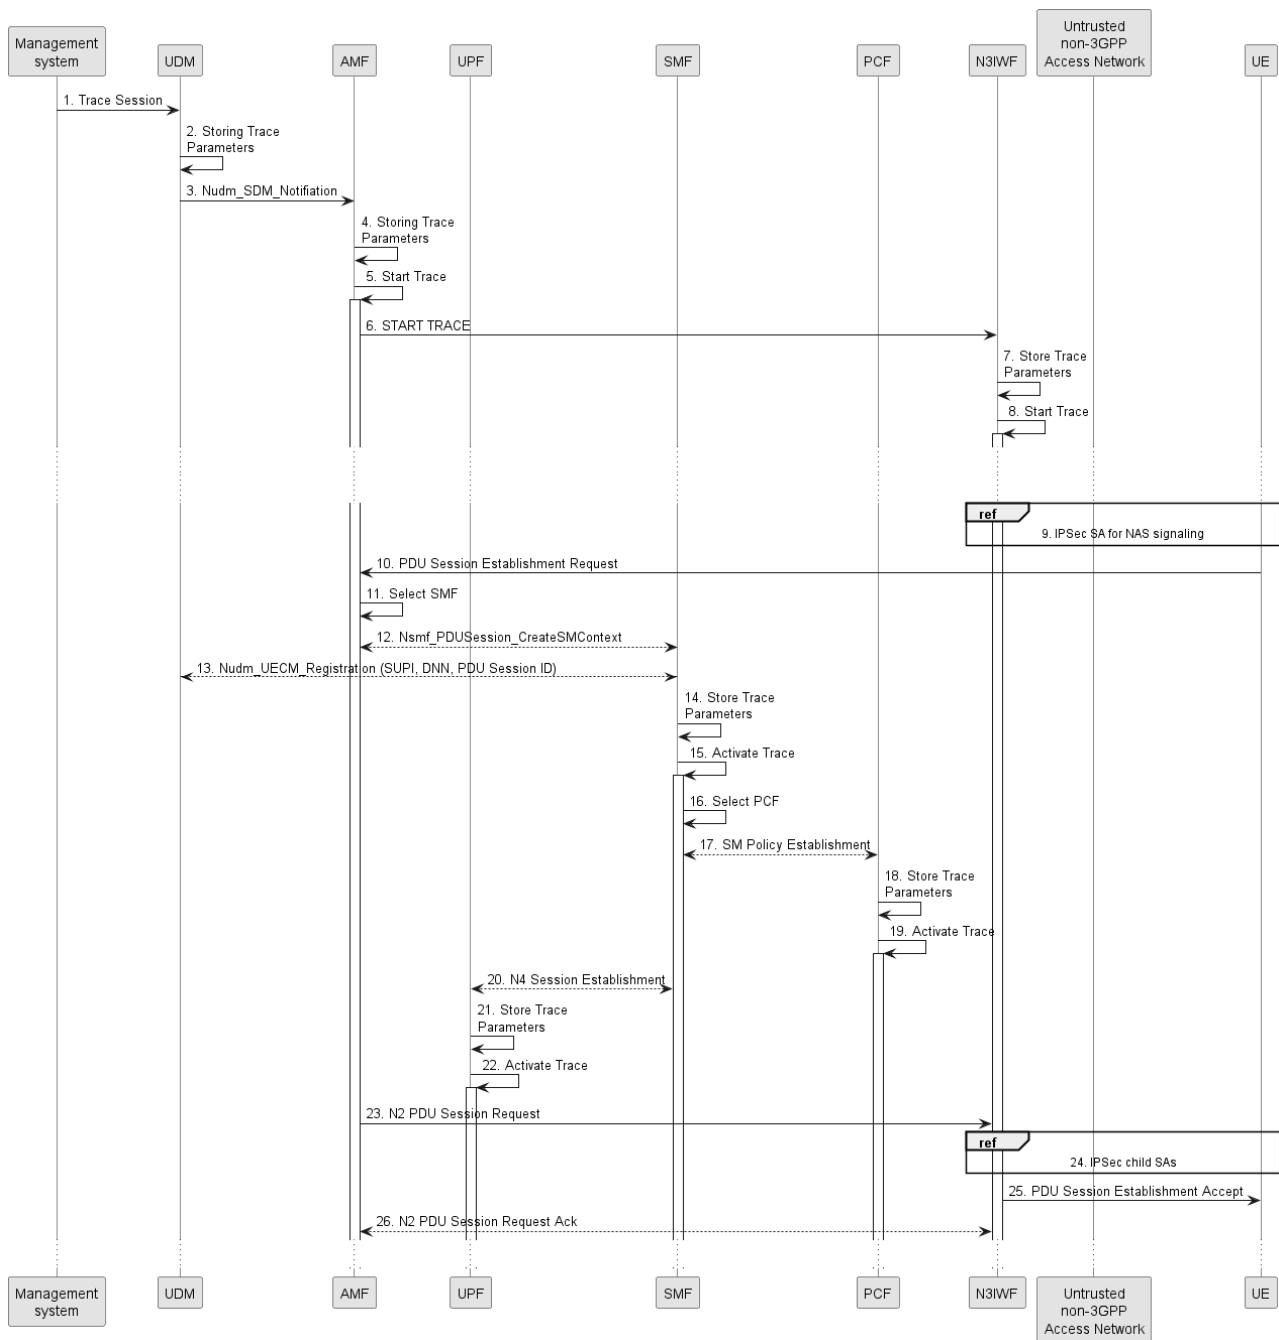 Management
system
UDM
AMF
UPF
SMF
PCF
N3IWF
Untrusted
non-3GPP
Access Network
UE
1. Trace Session
2. Storing Trace
Parameters
3. Nudm_SDM_Notifiation
4. Storing Trace
Parameters
5. Start Trace
6. START TRACE
7. Store Trace
Parameters
8. Start Trace
ref
9. IPSec SA for NAS signaling
10. PDU Session Establishment Request
11. Select SMF
12. Nsmf_PDUSession_CreateSMContext
13. Nudm_UECM_Registration (SUPI, DNN, PDU Session ID)
14. Store Trace
Parameters
15. Activate Trace
16. Select PCF
17. SM Policy Establishment
18. Store Trace
Parameters
19. Activate Trace
20. N4 Session Establishment
21. Store Trace
Parameters
22. Activate Trace
23. N2 PDU Session Request
ref
24. IPSec child SAs
25. PDU Session Establishment Accept
26. N2 PDU Session Request Ack
Management
system
UDM
AMF
UPF
SMF
PCF
N3IWF
Untrusted
non-3GPP
Access Network
UE